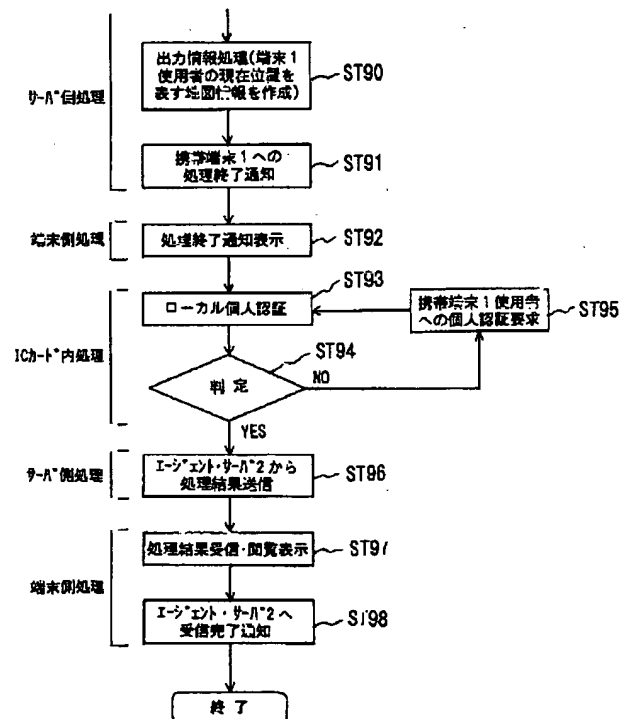 サーバ側処理
出力情報処理(端末1
使用者の現在位置を
表す地図情報を作成)
ST90
携帯端末1への
処理終了通知
ST91
端末側処理
処理終了通知表示
ST92
ICカード内処理
ローカル個人認証
ST93
携帯端末1使用者
への個人認証要求
ST95
判定
ST94
NO
YES
サーバ側処理
エージェント・サーバ2から
処理結果送信
ST96
端末側処理
処理結果受信・閲覧表示
ST97
エージェント・サーバ2へ
受信完了通知
ST98
終了